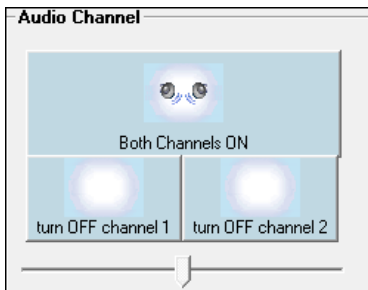 Audio Channel
Both Channels ON
turn OFF channel 1
turn OFF channel 2